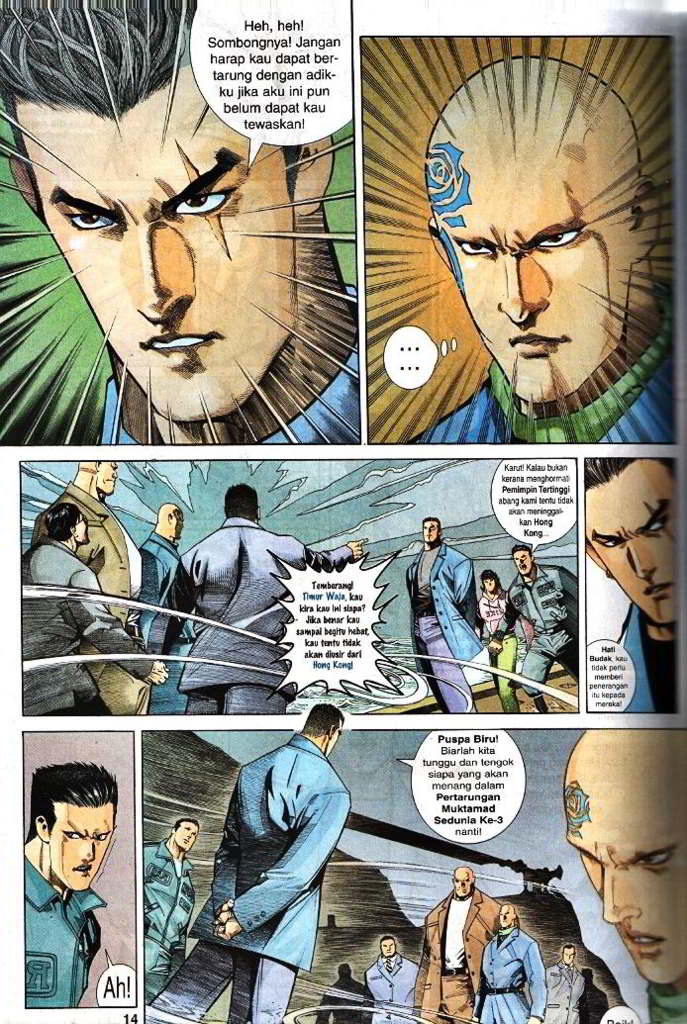 Heh, heh!
Sombongnya! Jangan
harap kau dapat ber-
tarung dengan adik-
ku jika aku ini pun
belum dapat kau
tewaskan!
...
...
Temberang!
Timur Waja, kau
kira kau ini siapa?
Jika benar kau
sampai begitu hebat,
kau tentu tidak
akan diusir dari
Hong Kong!
Karut! Kalau bukan
kerana menghormati
Pemimpin Tertinggi
abang kami tentu tidak
akan meninggal-
kan Hong
Kong...
Hati
Budak, kau
tidak perlu
penerangan
itu kepada
mereka!
Ah!
Puspa Biru!
Biarlah kita
tunggu dan tengok
siapa yang akan
menang dalam
Pertarungan
Muktamad
Sedunia Ke-3
nanti!
Baik!
14